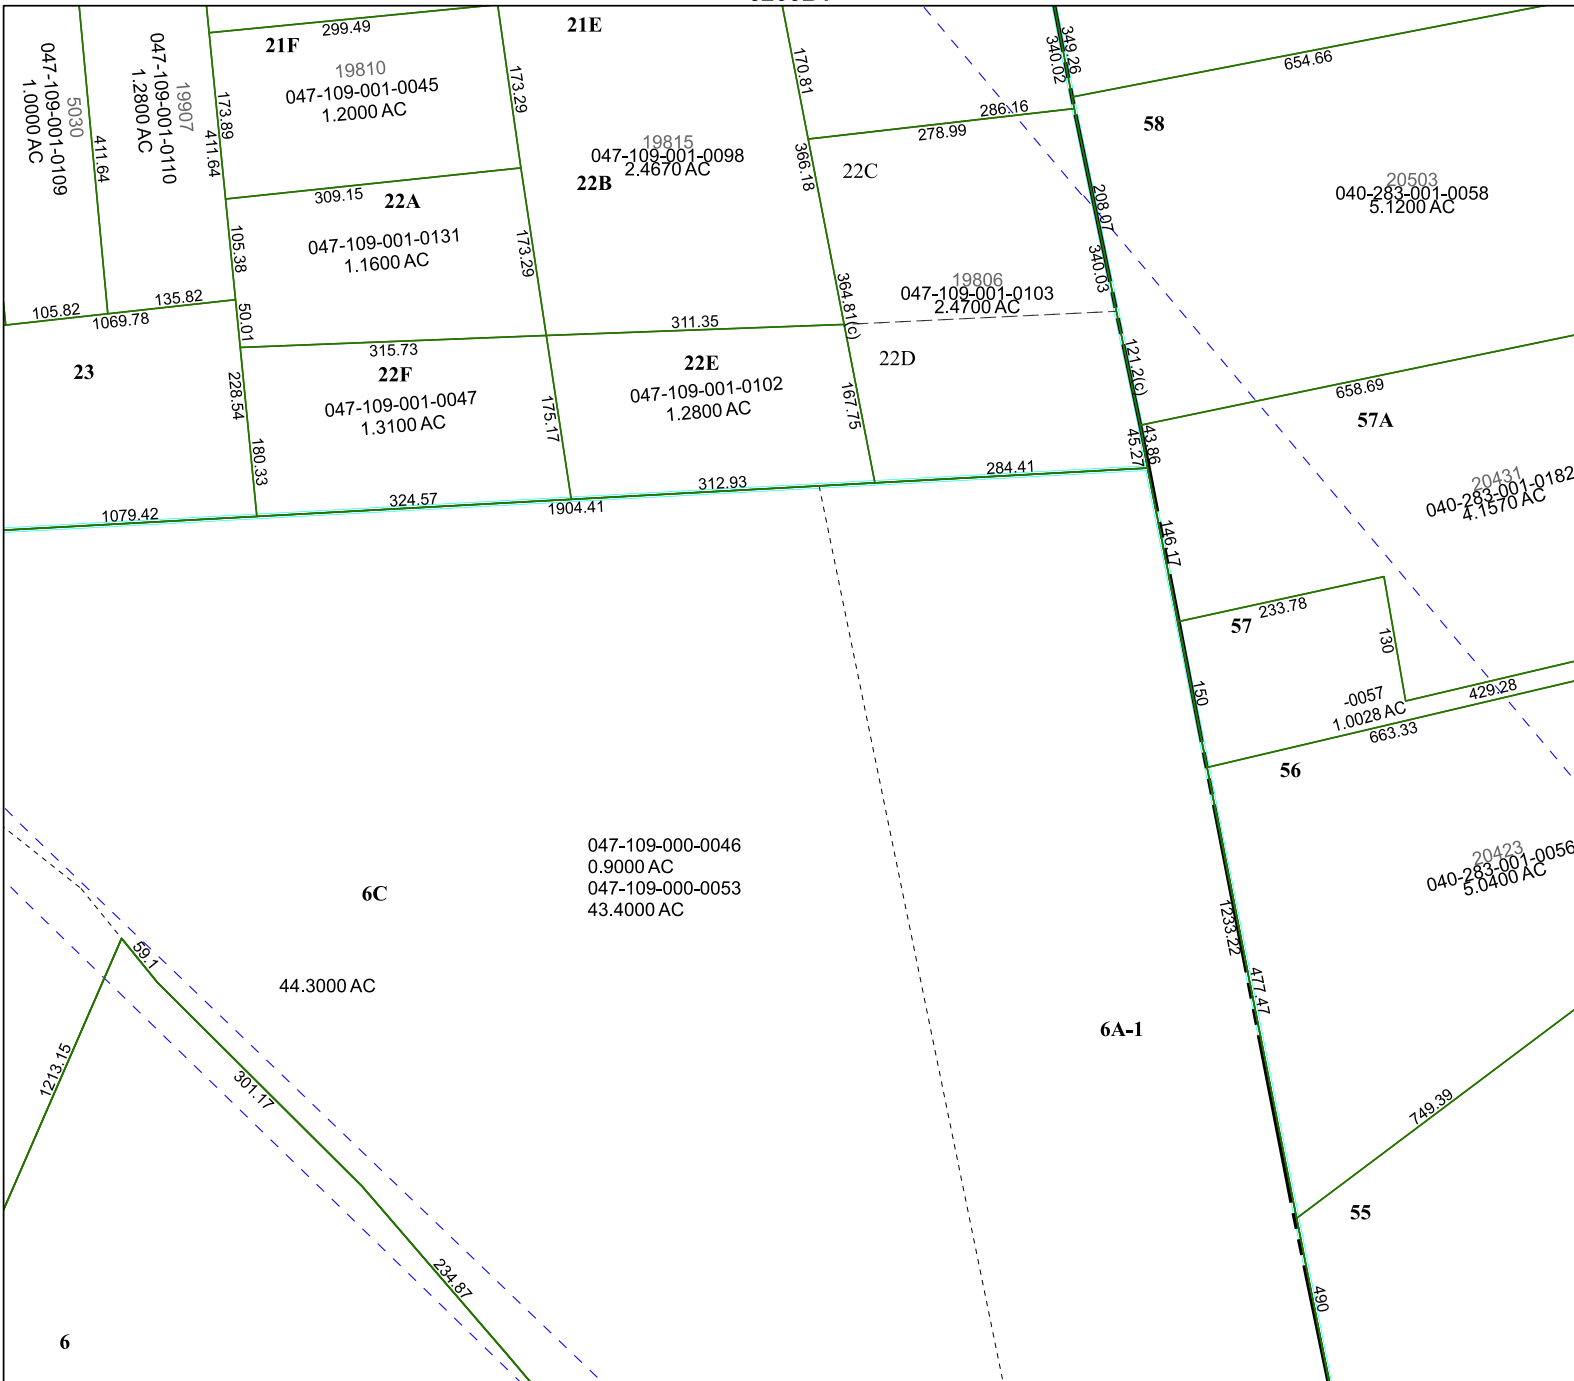 21F
299.49
21E
349.26
340.02
654.66
5030
047-109-001-0109
1.0000 AC
411.64
19907
047-109-001-0110
1.2800 AC
173.89
411.64
19810
047-109-001-0045
1.2000 AC
173.29
170.81
286.16
278.99
58
19815
047-109-001-0098
2.4670 AC
22B
366.18
22C
208.07
20503
040-283-001-0058
5.1200 AC
309.15
22A
105.38
047-109-001-0131
1.1600 AC
173.29
340.03
364.81(c)
19806
047-109-001-0103
2.4700 AC
105.82
135.82
1069.78
50.01
311.35
315.73
23
22F
22E
22D
121.2(c)
228.54
047-109-001-0047
1.3100 AC
175.17
047-109-001-0102
1.2800 AC
167.75
658.69
57A
43.86
45.27
180.33
284.41
312.93
324.57
1904.41
1079.42
20431
040-283-001-0182
4.1570 AC
146.17
233.78
57
130
150
-0057
1.0028 AC
429.28
663.33
56
047-109-000-0046
0.9000 AC
047-109-000-0053
43.4000 AC
20423
040-283-001-0056
5.0400 AC
6C
1233.22
59.1
44.3000 AC
477.47
6A-1
1213.15
301.17
749.39
55
234.87
490
6